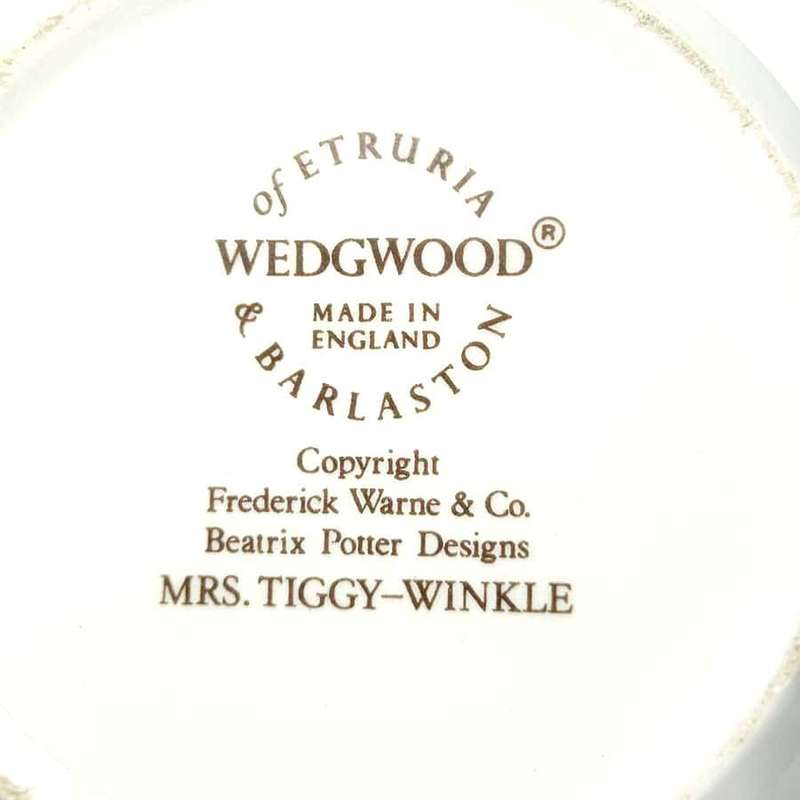 of ETRURIA
WEDGWOOD®
MADE IN
ENGLAND
& BARLASTON
Copyright
Frederick Warne & Co.
Beatrix Potter Designs
MRS. TIGGY–WINKLE